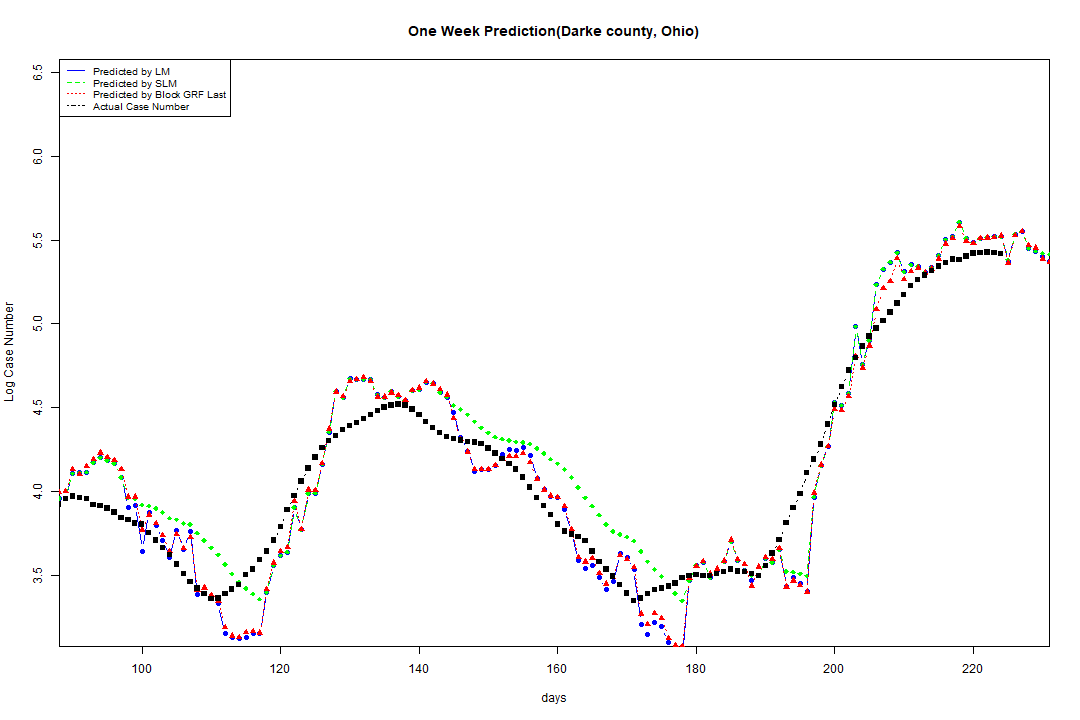 One Week Prediction(Darke county, Ohio)
Predicted by LM
Predicted by SLM
Predicted by Block GRF Last
Actual Case Number
Log Case Number
6.5
6.0
5.5
5.0
4.5
4.0
3.5
100 120 140 160 180 200 220
days